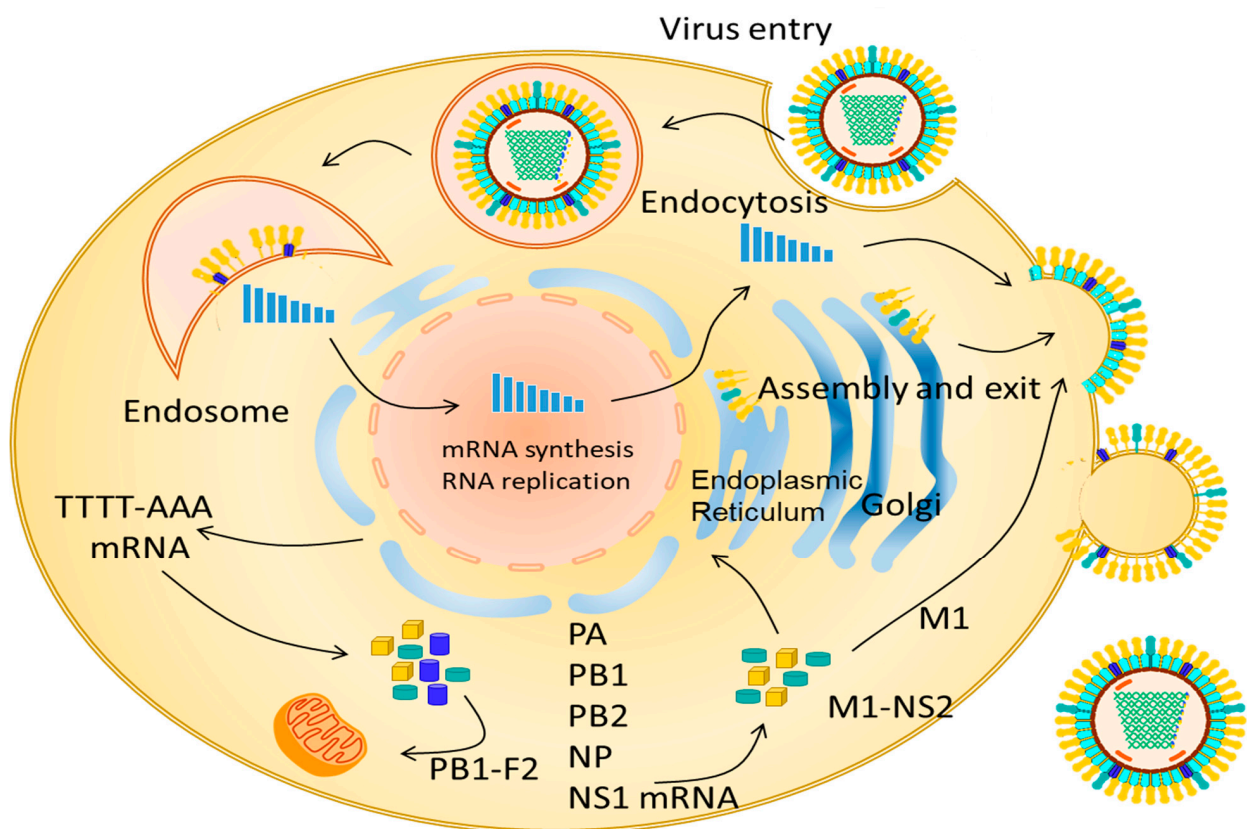 Virus entry
Endocytosis
Assembly and exit
Endosome
mRNA synthesis
RNA replication
Endoplasmic
Reticulum
Golgi
TTTT-AAA
mRNA
PA
PB1
PB2
NP
NS1 mRNA
M1
M1-NS2
PB1-F2